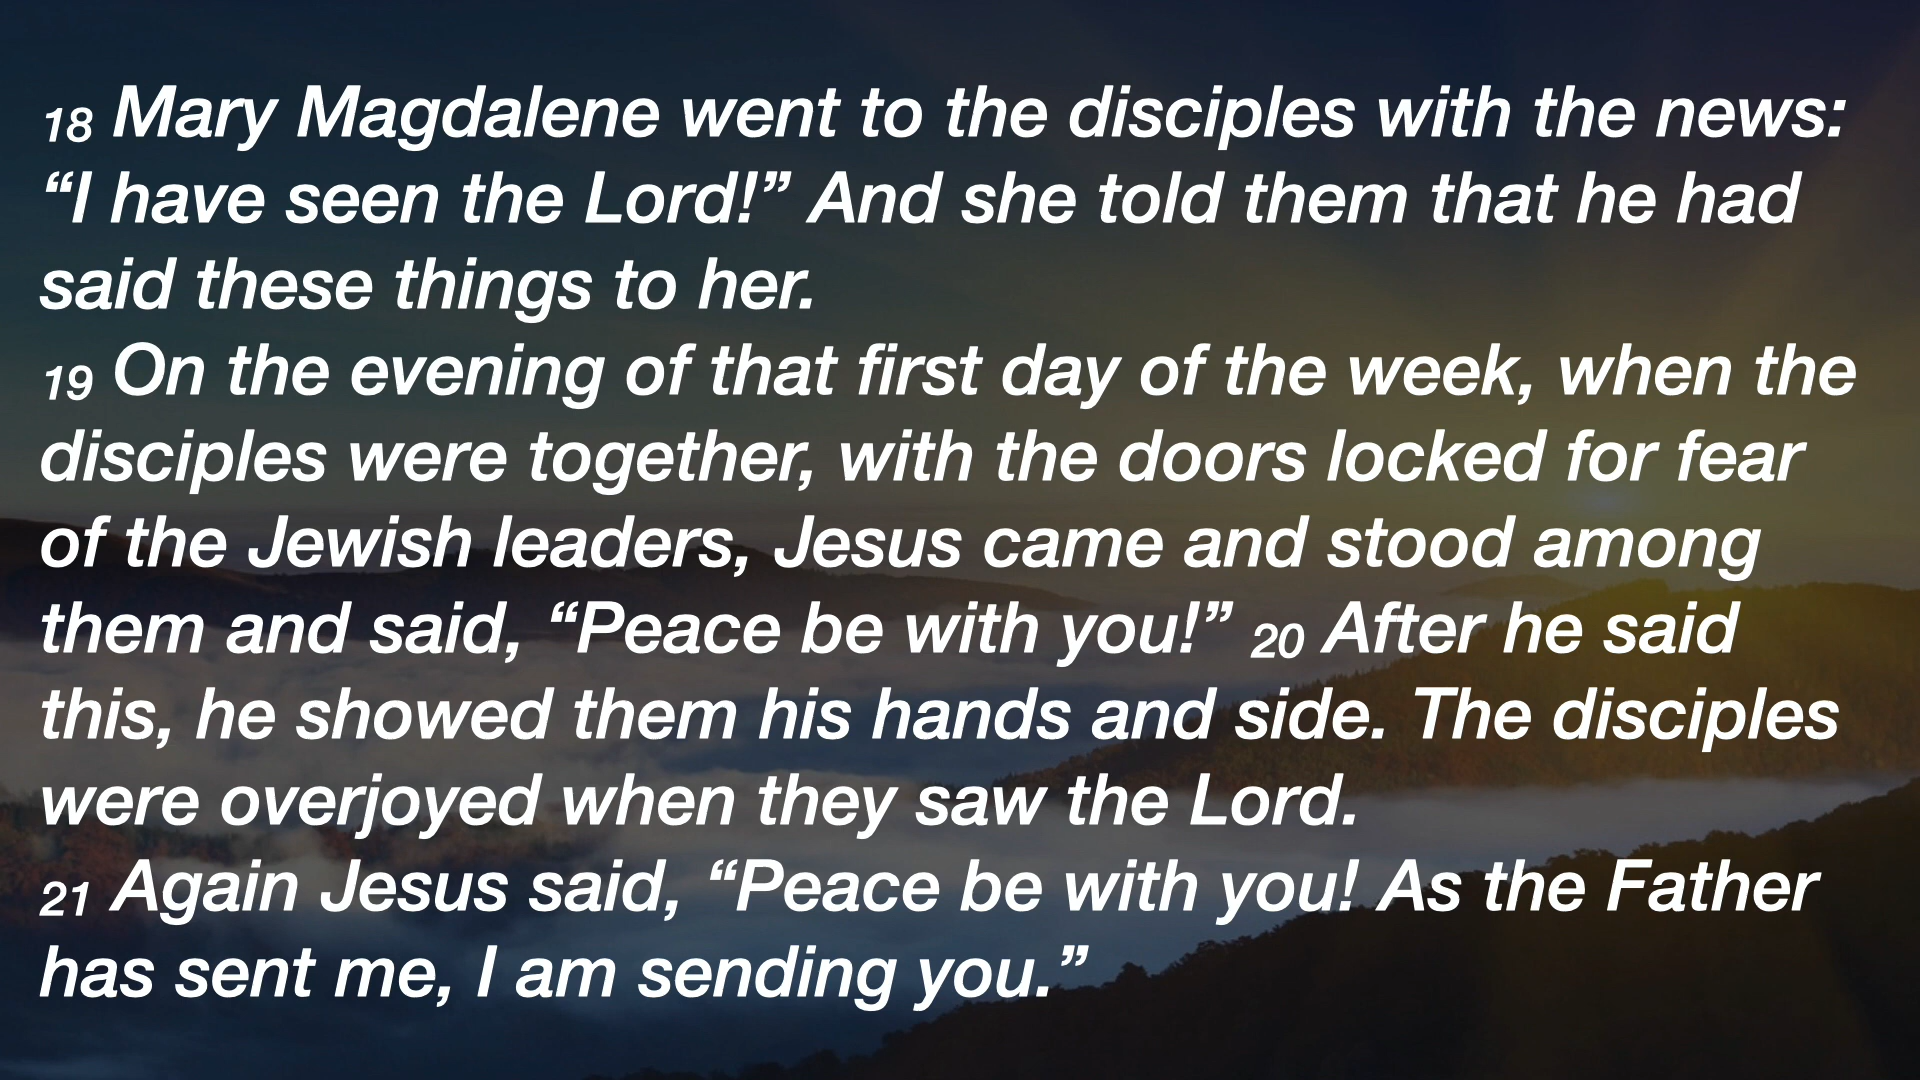 18 Mary Magdalene went to the disciples with the news:
“I have seen the Lord!” And she told them that he had
said these things to her.
19 On the evening of that first day of the week, when the
disciples were together, with the doors locked for fear
of the Jewish leaders, Jesus came and stood among
them and said, “Peace be with you!” 20 After he said
this, he showed them his hands and side. The disciples
were overjoyed when they saw the Lord.
21 Again Jesus said, “Peace be with you! As the Father
has sent me, I am sending you.”